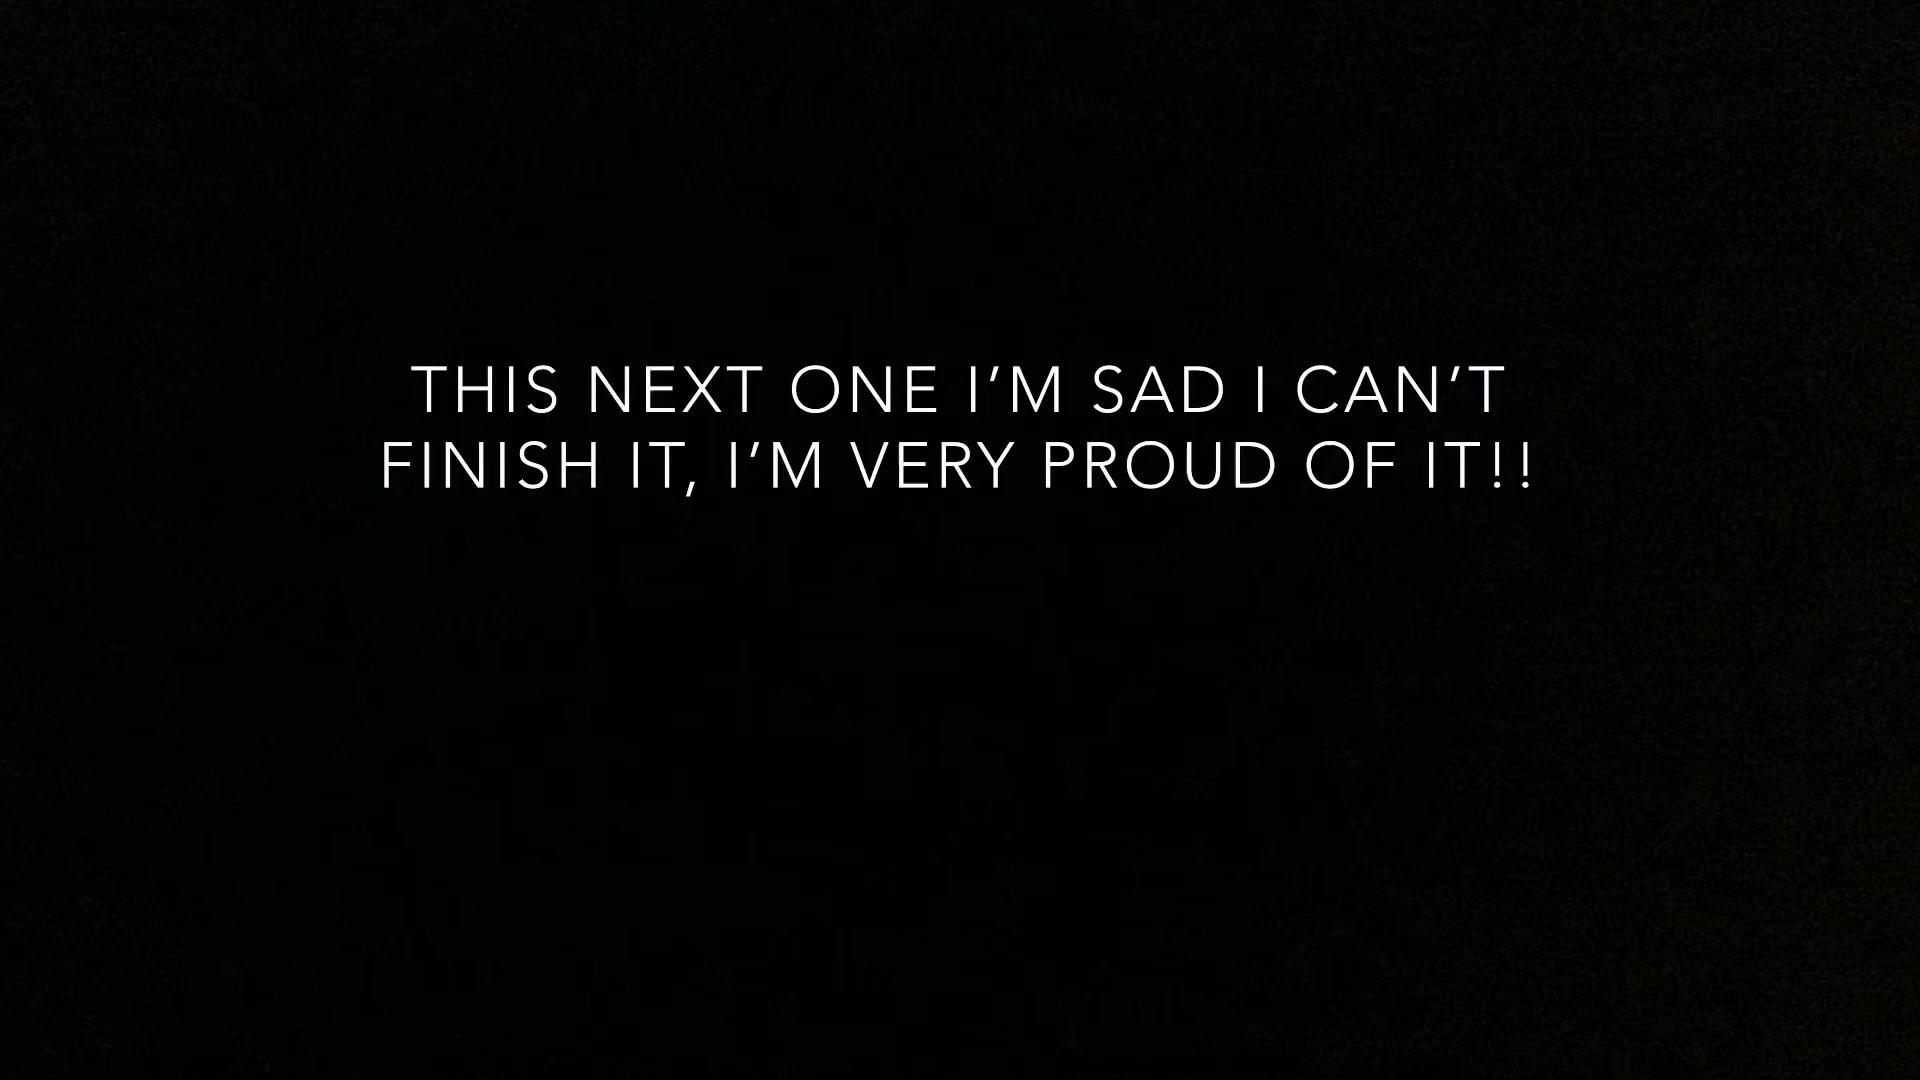 THIS NEXT ONE I’M SAD I CAN’T
FINISH IT, I’M VERY PROUD OF IT!!